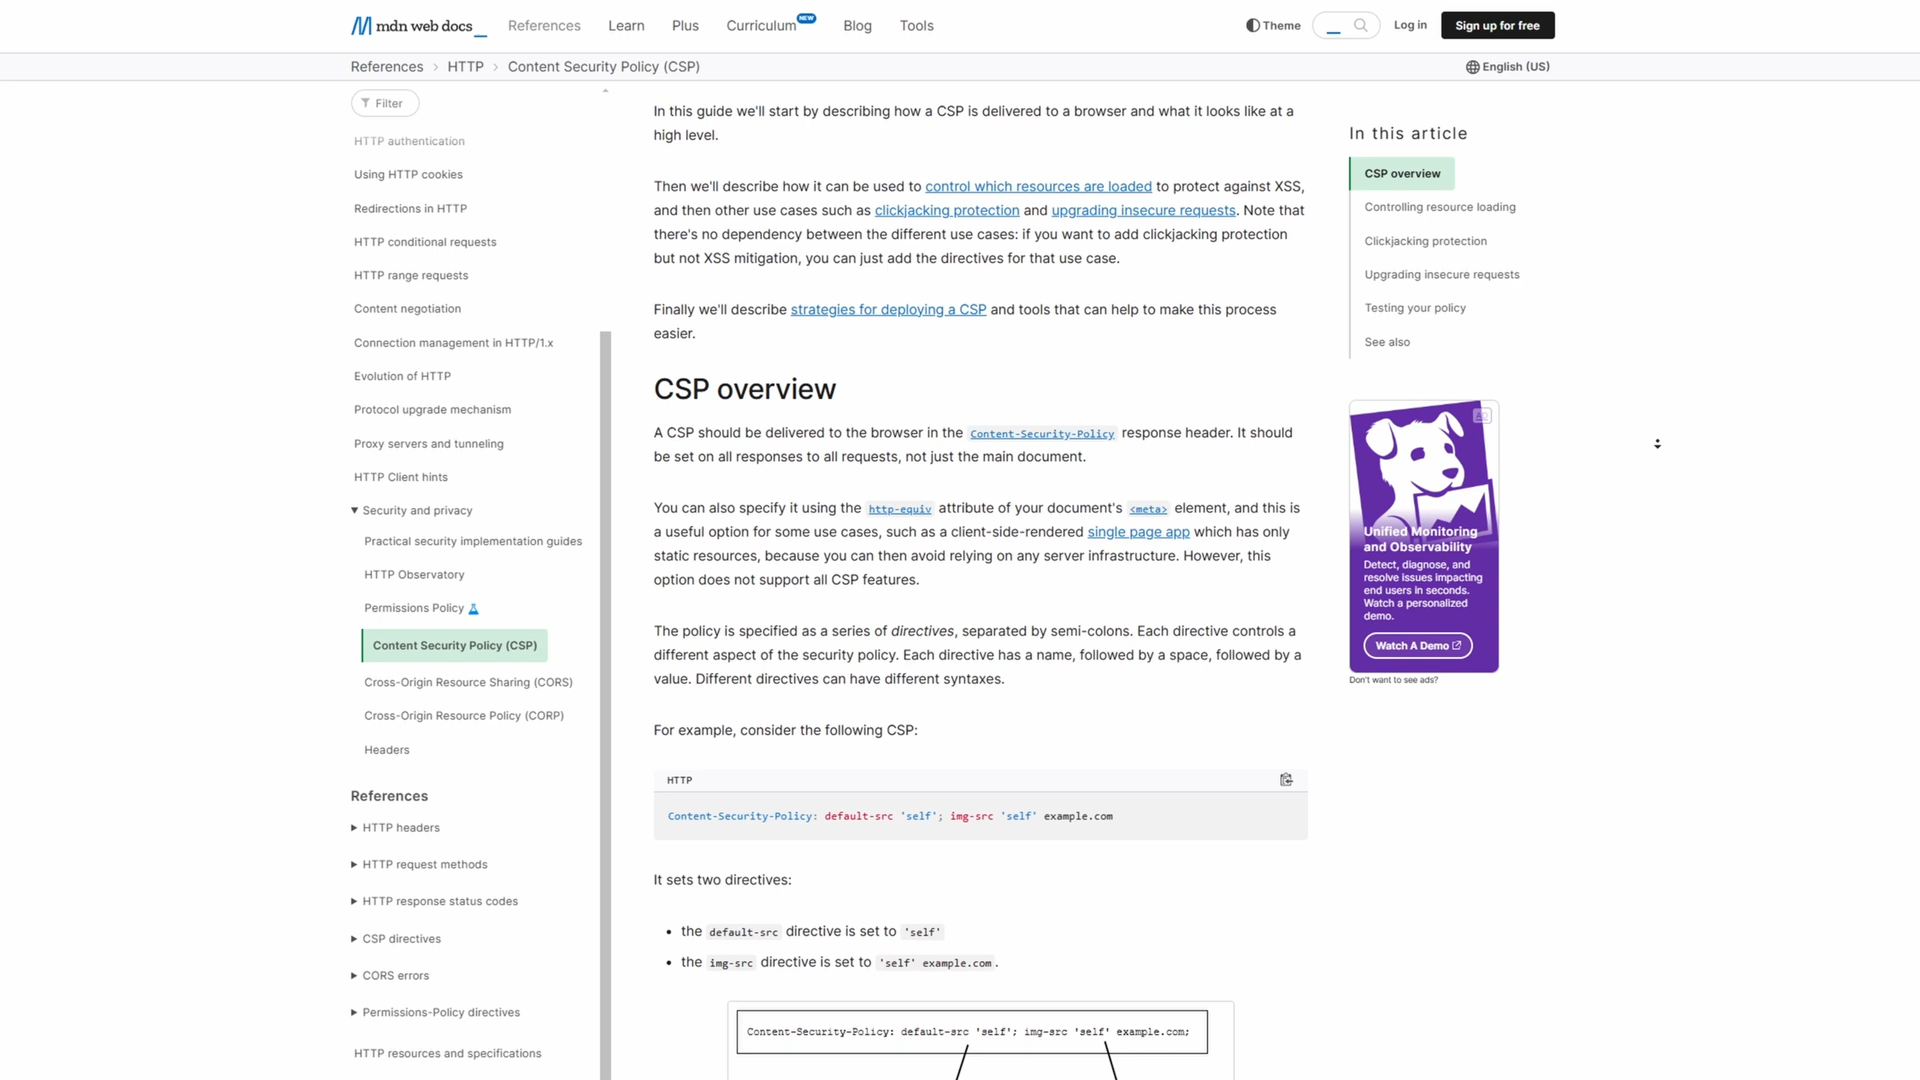 mdn web docs_
References
Learn
Plus
Curriculum NEW
Blog
Tools
Theme
Log in
Sign up for free
References > HTTP > Content Security Policy (CSP)
English (US)
Filter
HTTP authentication
Using HTTP cookies
Redirections in HTTP
HTTP conditional requests
HTTP range requests
Content negotiation
Connection management in HTTP/1.x
Evolution of HTTP
Protocol upgrade mechanism
Proxy servers and tunneling
HTTP Client hints
Security and privacy
Practical security implementation guides
HTTP Observatory
Permissions Policy
Content Security Policy (CSP)
Cross-Origin Resource Sharing (CORS)
Cross-Origin Resource Policy (CORP)
Headers
References
HTTP headers
HTTP request methods
HTTP response status codes
CSP directives
CORS errors
Permissions-Policy directives
HTTP resources and specifications
In this guide we'll start by describing how a CSP is delivered to a browser and what it looks like at a
high level.
Then we'll describe how it can be used to control which resources are loaded to protect against XSS,
and then other use cases such as clickjacking protection and upgrading insecure requests. Note that
there's no dependency between the different use cases: if you want to add clickjacking protection
but not XSS mitigation, you can just add the directives for that use case.
Finally we'll describe strategies for deploying a CSP and tools that can help to make this process
easier.
CSP overview
A CSP should be delivered to the browser in the Content-Security-Policy response header. It should
be set on all responses to all requests, not just the main document.
You can also specify it using the http-equiv attribute of your document's <meta> element, and this is
a useful option for some use cases, such as a client-side-rendered single page app which has only
static resources, because you can then avoid relying on any server infrastructure. However, this
option does not support all CSP features.
The policy is specified as a series of directives, separated by semi-colons. Each directive controls a
different aspect of the security policy. Each directive has a name, followed by a space, followed by a
value. Different directives can have different syntaxes.
For example, consider the following CSP:
HTTP
Content-Security-Policy: default-src 'self'; img-src 'self' example.com
It sets two directives:
• the default-src directive is set to 'self'
• the img-src directive is set to 'self' example.com.
Content-Security-Policy: default-src 'self'; img-src 'self' example.com;
In this article
CSP overview
Controlling resource loading
Clickjacking protection
Upgrading insecure requests
Testing your policy
See also
AD
Unified Monitoring
and Observability
Detect, diagnose, and
resolve issues impacting
end users in seconds.
Watch a personalized
demo.
Watch A Demo
Don't want to see ads?